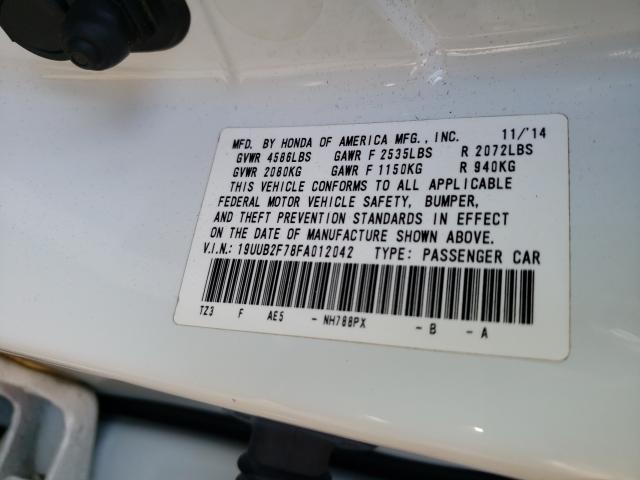 MFD. BY HONDA OF AMERICA MFG., INC. 11/'14
GVWR 4586LBS GAWR F 2535LBS R 2072LBS
GVWR 2080KG GAWR F 1150KG R 940KG
THIS VEHICLE CONFORMS TO ALL APPLICABLE
FEDERAL MOTOR VEHICLE SAFETY, BUMPER,
AND THEFT PREVENTION STANDARDS IN EFFECT
ON THE DATE OF MANUFACTURE SHOWN ABOVE.
V.I.N.: 19UUB2F78FA012042 TYPE: PASSENGER CAR
TZ3 F AE5 - NH788PX - B - A